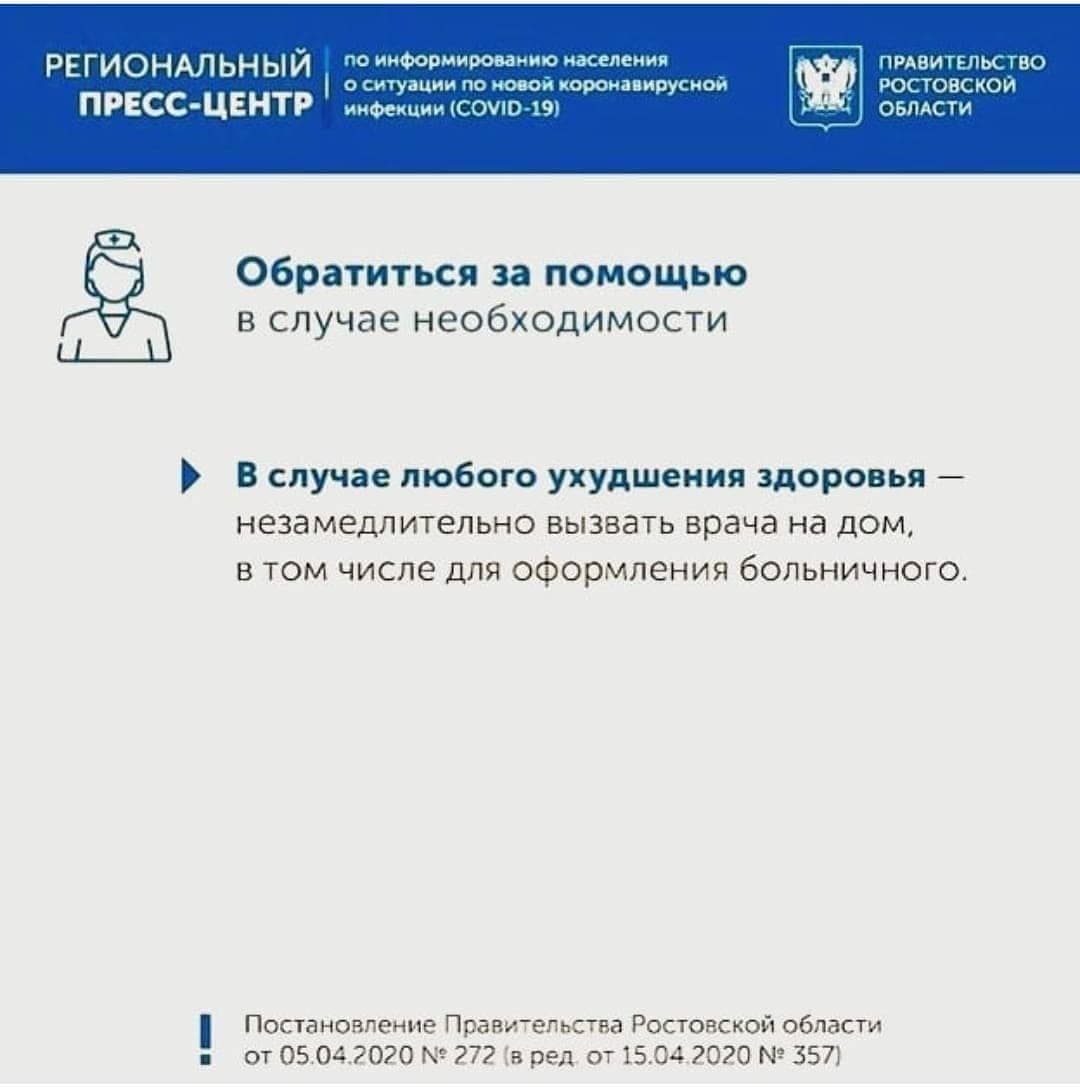 РЕГИОНАЛЬНЫЙ
ПРЕСС-ЦЕНТР
по информированию населения
о ситуации по новой коронавирусной
инфекции (COVID-19)
ПРАВИТЕЛЬСТВО
РОСТОВСКОЙ
ОБЛАСТИ
Обратиться за помощью
в случае необходимости
В случае любого ухудшения здоровья —
незамедлительно вызвать врача на дом,
в том числе для оформления больничного.
Постановление Правительства Ростовской области
от 05.04.2020 № 272 (в ред. от 15.04.2020 № 357)